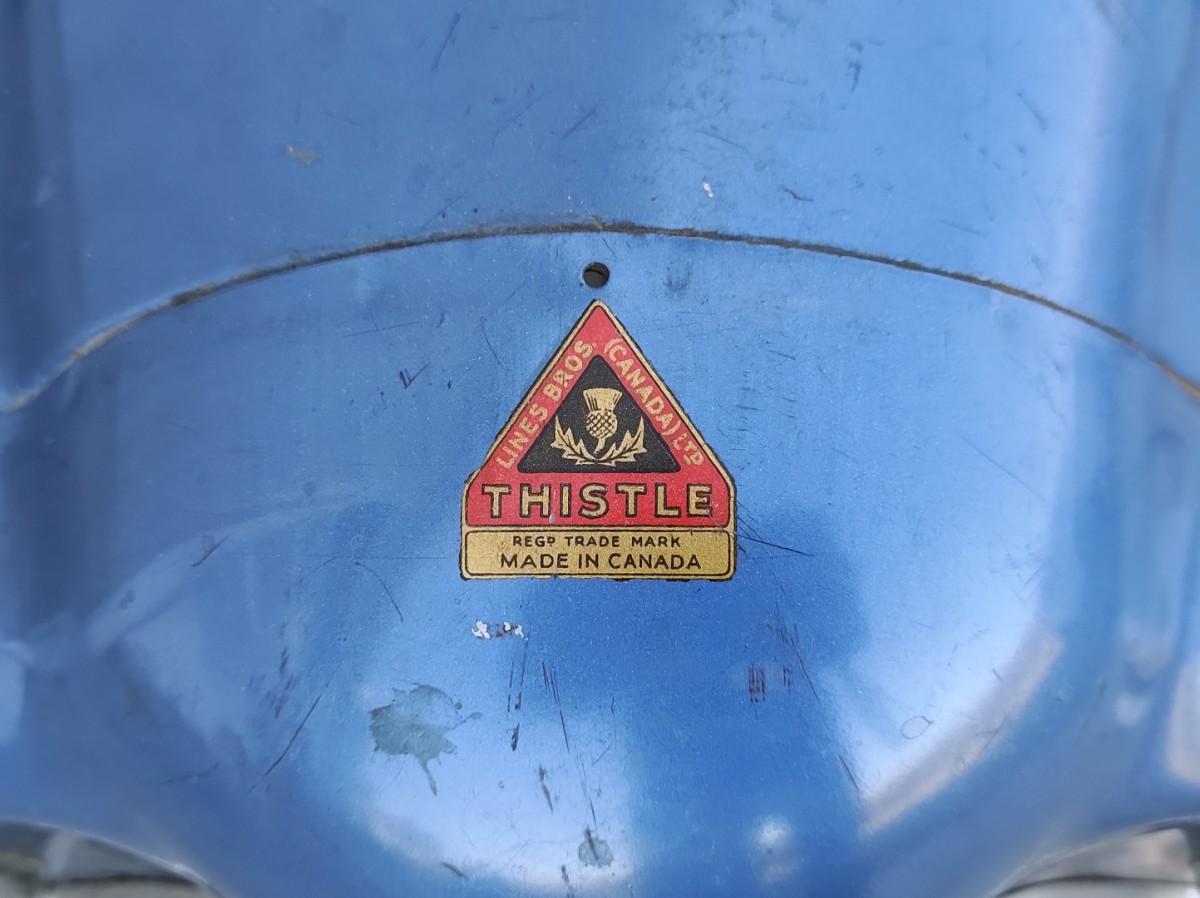 LINES BROS. (CANADA) LTD
THISTLE
REGD TRADE MARK
MADE IN CANADA